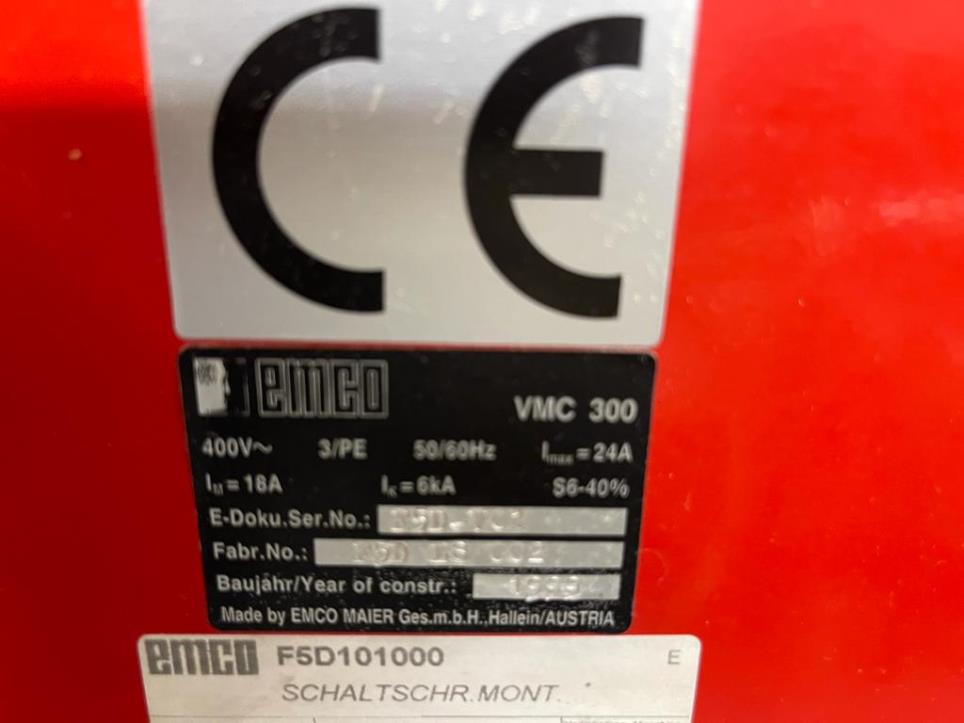 CE
emco VMC 300
400V~ 3/PE 50/60Hz Imax=24A
IM=18A IK=6kA S6-40%
E-Doku.Ser.No.:
Fabr.No.:
Baujahr/Year of constr.:
Made by EMCO MAIER Ges.m.b.H.,Hallein/AUSTRIA
emco F5D101000 E
SCHALTSCHR.MONT.